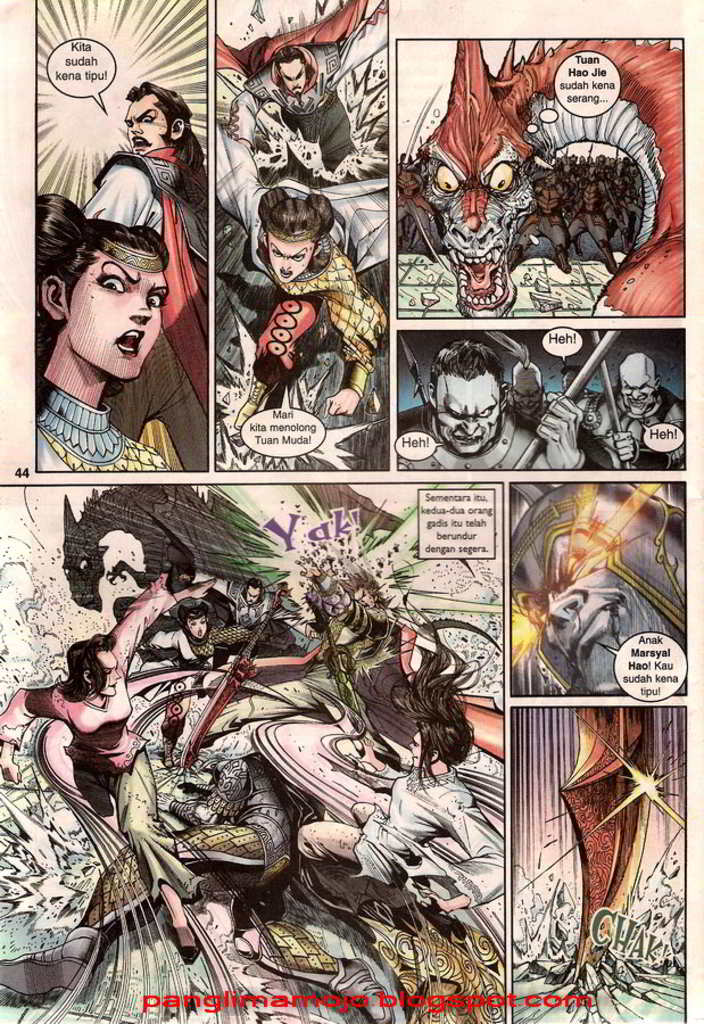 Kita
sudah
kena tipu!
Mari
kita menolong
Tuan Muda!
Tuan
Hao Jie
sudah kena
serang...
Heh!
Heh!
Heh!
44
Yak!
Sementara itu,
kedua-dua orang
gadis itu telah
berundur
dengan segera.
Anak
Marsyal
Hao! Kau
sudah kena
tipu!
CHAK!
panglimamojo.blogspot.com